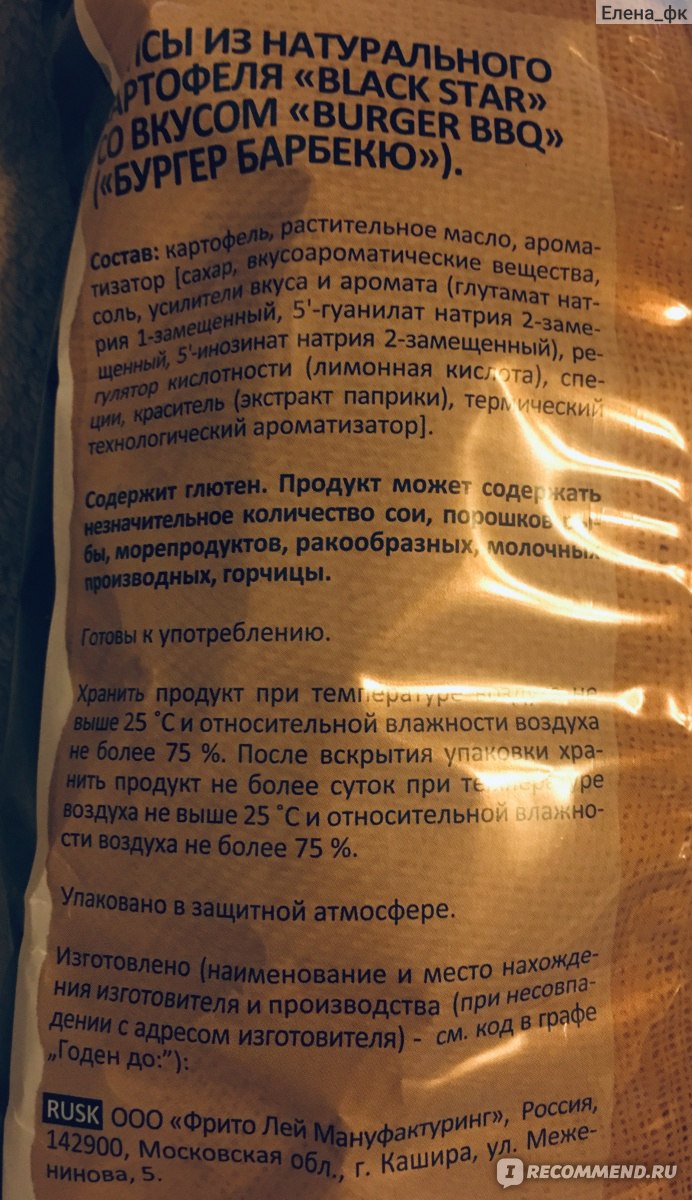 Елена_фк
ПСЫ ИЗ НАТУРАЛЬНОГО
АРТОФЕЛЯ «BLACK STAR»
СО ВКУСОМ «BURGER BBQ»
(«БУРГЕР БАРБЕКЮ»).
Состав: картофель, растительное масло, арома-
тизатор [сахар, вкусоароматические вещества,
соль, усилители вкуса и аромата (глутамат нат-
рия 1-замещенный, 5'-гуанилат натрия 2-заме-
щенный, 5'-инозинат натрия 2-замещенный), ре-
гулятор кислотности (лимонная кислота), спе-
ции, краситель (экстракт паприки), термический
технологический ароматизатор].
Содержит глютен. Продукт может содержать
незначительное количество сои, порошков ры-
бы, морепродуктов, ракообразных, молочных
производных, горчицы.
Готовы к употреблению.
Хранить продукт при температуре воздуха не
выше 25 °С и относительной влажности воздуха
не более 75 %. После вскрытия упаковки хра-
нить продукт не более суток при температуре
воздуха не выше 25 °С и относительной влажно-
сти воздуха не более 75 %.
Упаковано в защитной атмосфере.
Изготовлено (наименование и место нахожде-
ния изготовителя и производства (при несовпа-
дении с адресом изготовителя) - см. код в графе
„Годен до:"):
RUSK ООО «Фрито Лей Мануфактуринг», Россия,
142900, Московская обл., г. Кашира, ул. Меже-
нинова, 5.
IRECOMMEND.RU